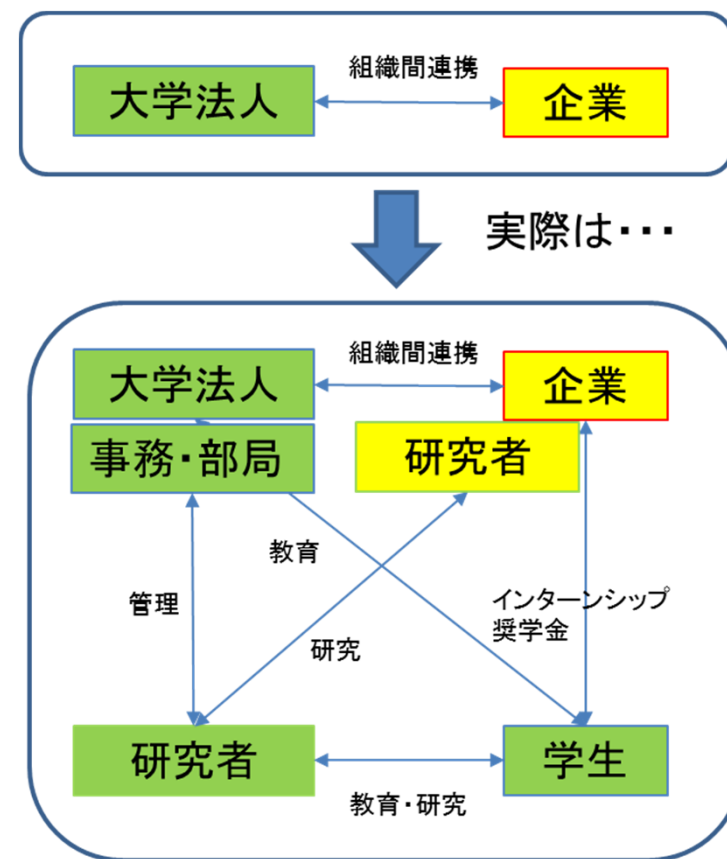 組織間連携
大学法人
企業
実際は・・・
組織間連携
大学法人
企業
事務・部局
研究者
教育
管理
インターンシップ
奨学金
研究
研究者
学生
教育・研究